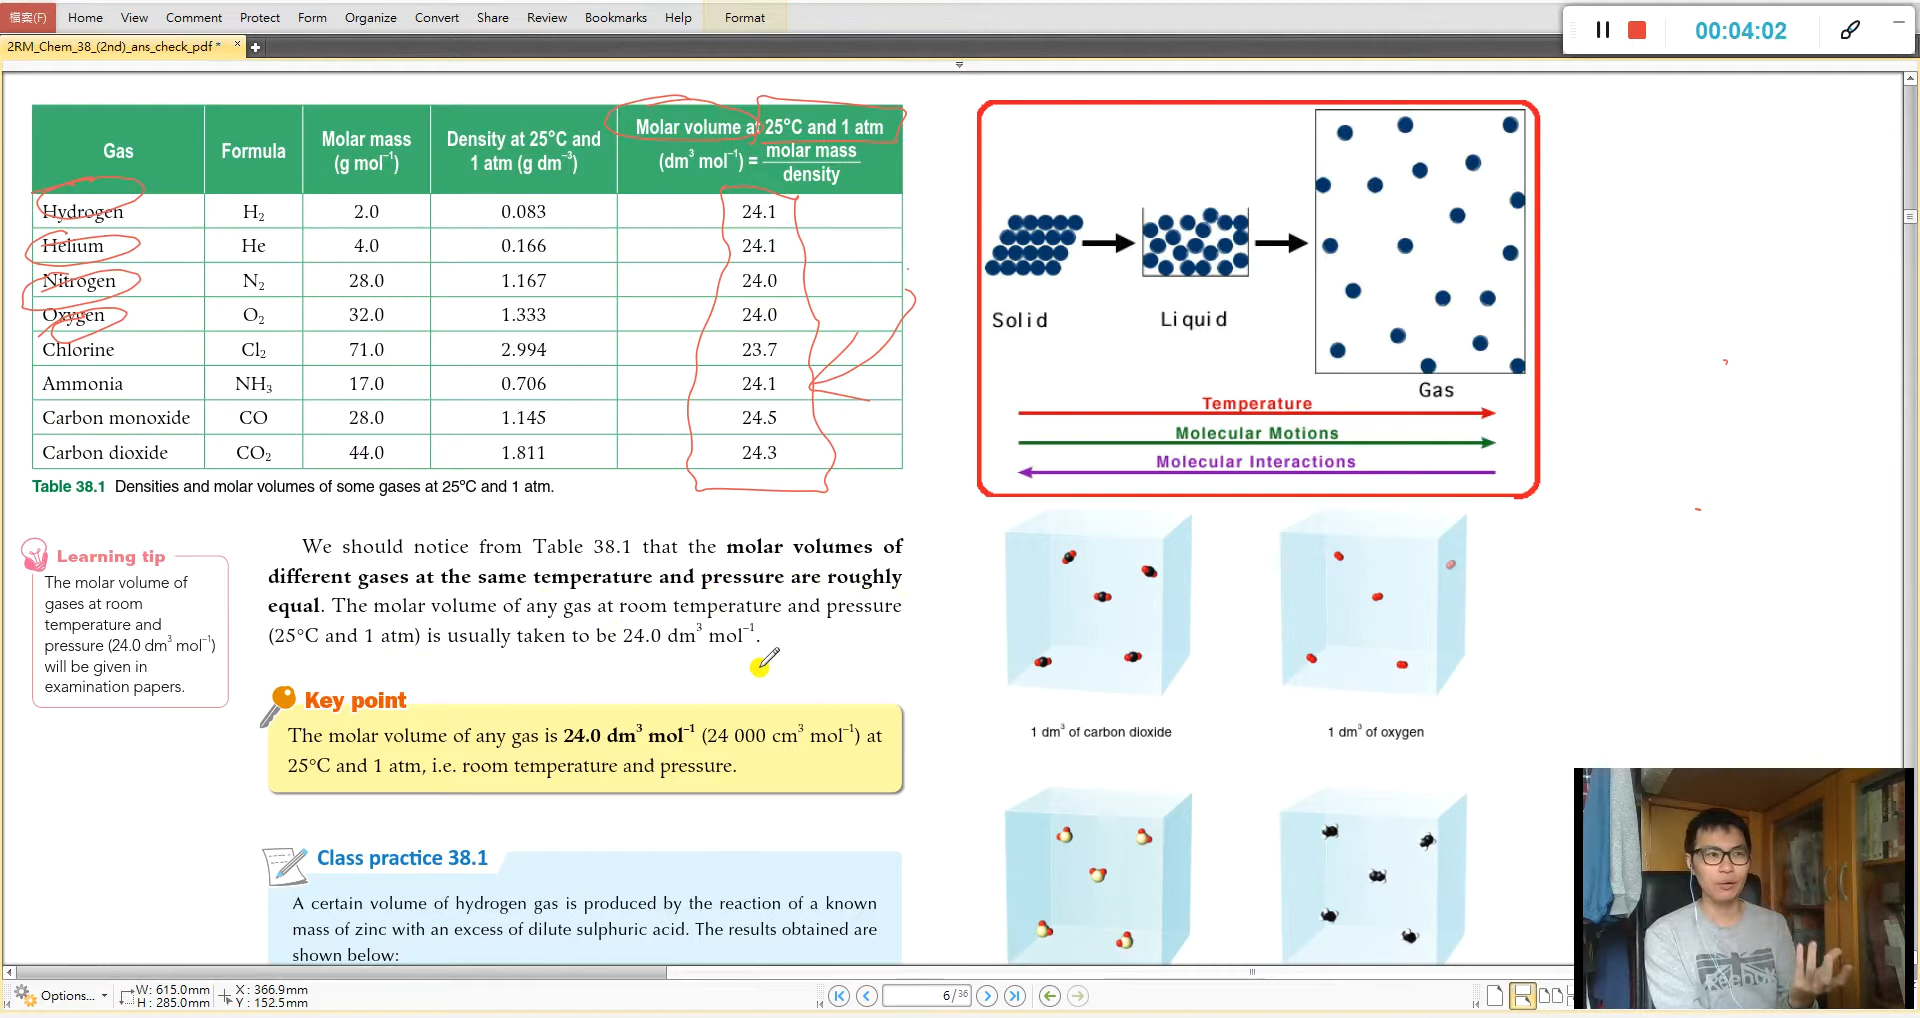 檔案(F) Home View Comment Protect Form Organize Convert Share Review Bookmarks Help Format
00:04:02
2RM_Chem_38_(2nd)_ans_check_pdf * ×
Gas Formula Molar mass (g mol⁻¹) Density at 25°C and 1 atm (g dm⁻³) Molar volume at 25°C and 1 atm (dm³ mol⁻¹) = molar mass / density
Hydrogen H₂ 2.0 0.083 24.1
Helium He 4.0 0.166 24.1
Nitrogen N₂ 28.0 1.167 24.0
Oxygen O₂ 32.0 1.333 24.0
Chlorine Cl₂ 71.0 2.994 23.7
Ammonia NH₃ 17.0 0.706 24.1
Carbon monoxide CO 28.0 1.145 24.5
Carbon dioxide CO₂ 44.0 1.811 24.3
Table 38.1 Densities and molar volumes of some gases at 25°C and 1 atm.
Solid
Liquid
Gas
Temperature
Molecular Motions
Molecular Interactions
Learning tip
The molar volume of
gases at room
temperature and
pressure (24.0 dm³ mol⁻¹)
will be given in
examination papers.
We should notice from Table 38.1 that the molar volumes of
different gases at the same temperature and pressure are roughly
equal. The molar volume of any gas at room temperature and pressure
(25°C and 1 atm) is usually taken to be 24.0 dm³ mol⁻¹.
Key point
The molar volume of any gas is 24.0 dm³ mol⁻¹ (24 000 cm³ mol⁻¹) at
25°C and 1 atm, i.e. room temperature and pressure.
1 dm³ of carbon dioxide
1 dm³ of oxygen
Class practice 38.1
A certain volume of hydrogen gas is produced by the reaction of a known
mass of zinc with an excess of dilute sulphuric acid. The results obtained are
shown below:
Reebok
Options...
W: 615.0mm
H: 285.0mm
X: 366.9mm
Y: 152.5mm
6 /36